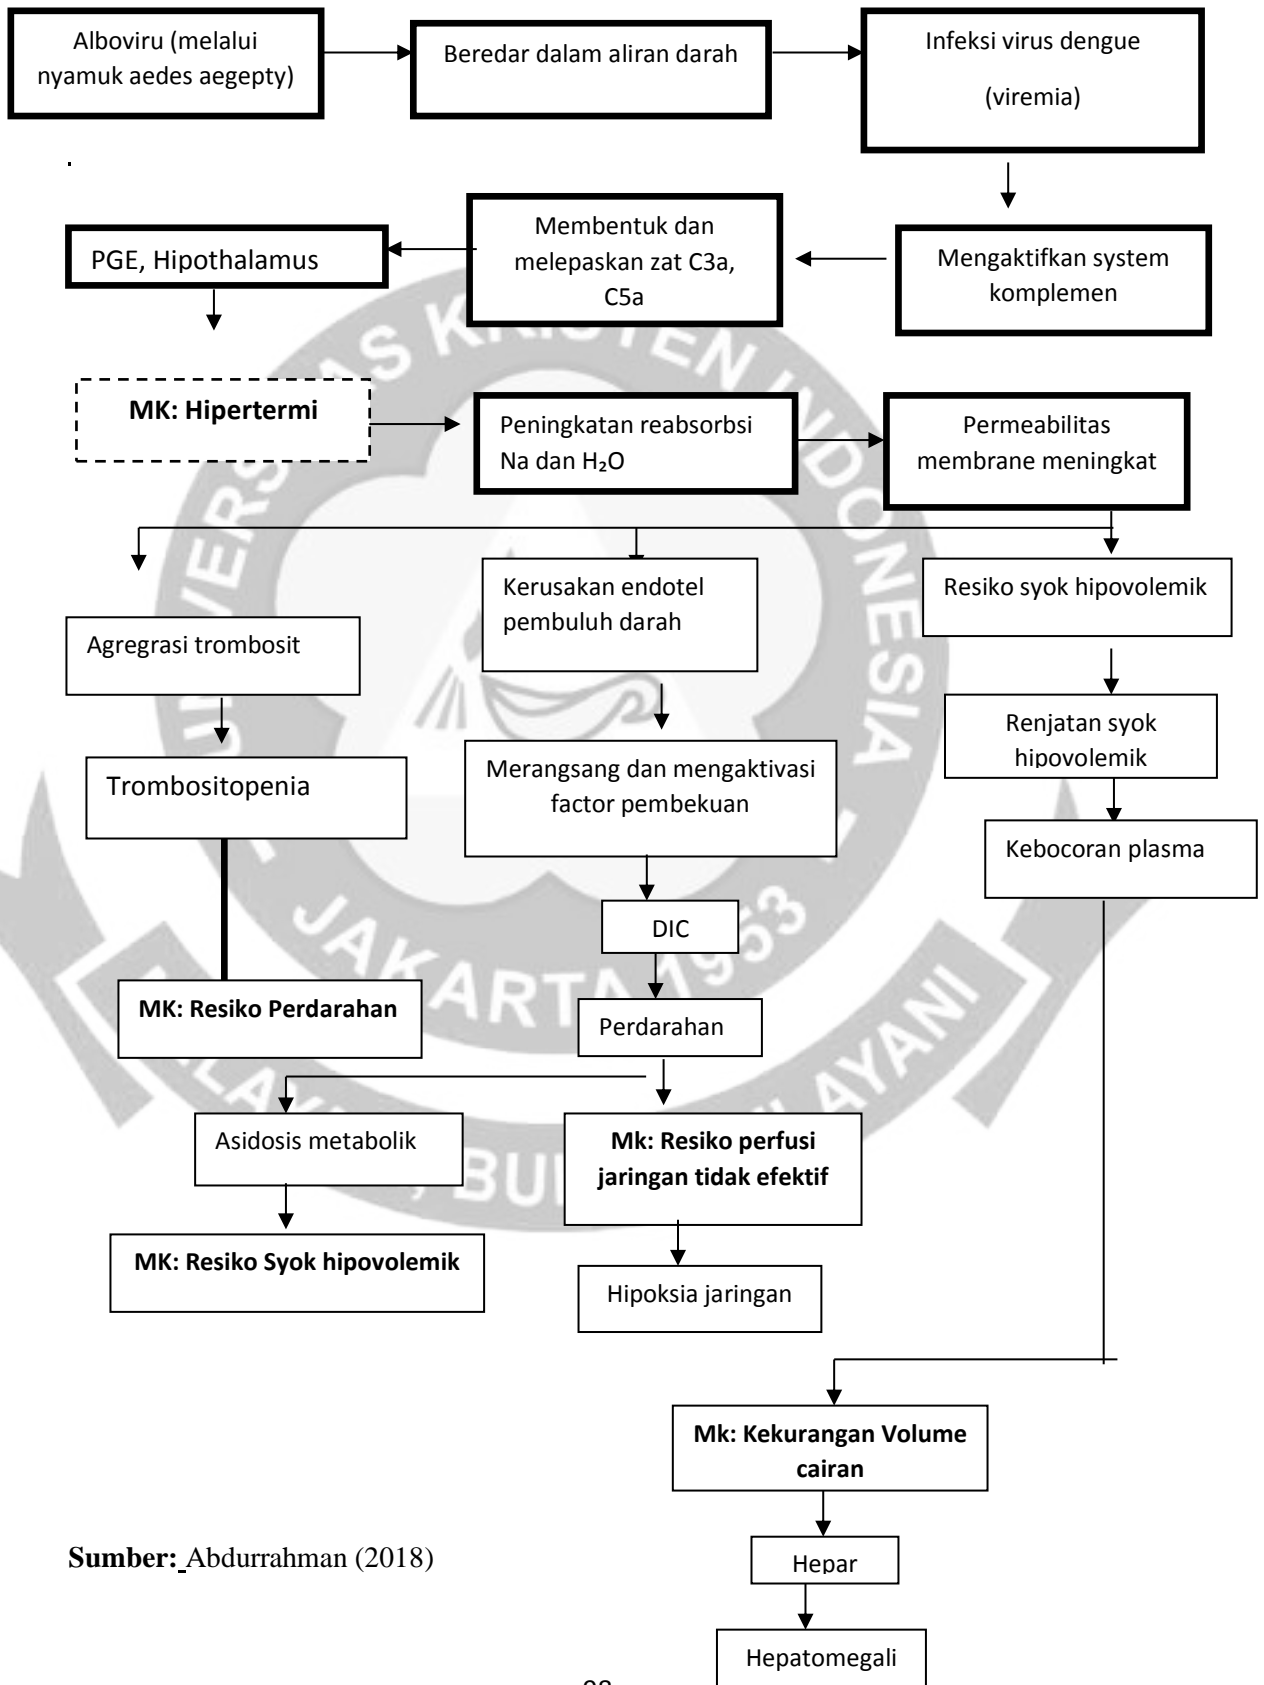 Alboviru (melalui
nyamuk aedes aegepty)
Beredar dalam aliran darah
Infeksi virus dengue
(viremia)
PGE, Hipothalamus
Membentuk dan
melepaskan zat C3a,
C5a
Mengaktifkan system
komplemen
MK: Hipertermi
Peningkatan reabsorbsi
Na dan H₂O
Permeabilitas
membrane meningkat
Agregrasi trombosit
Kerusakan endotel
pembuluh darah
Resiko syok hipovolemik
Renjatan syok
hipovolemik
Trombositopenia
Merangsang dan mengaktivasi
factor pembekuan
Kebocoran plasma
DIC
MK: Resiko Perdarahan
Perdarahan
Asidosis metabolik
Mk: Resiko perfusi
jaringan tidak efektif
MK: Resiko Syok hipovolemik
Hipoksia jaringan
Mk: Kekurangan Volume
cairan
Sumber: Abdurrahman (2018)
Hepar
Hepatomegali
JAKARTA 1953